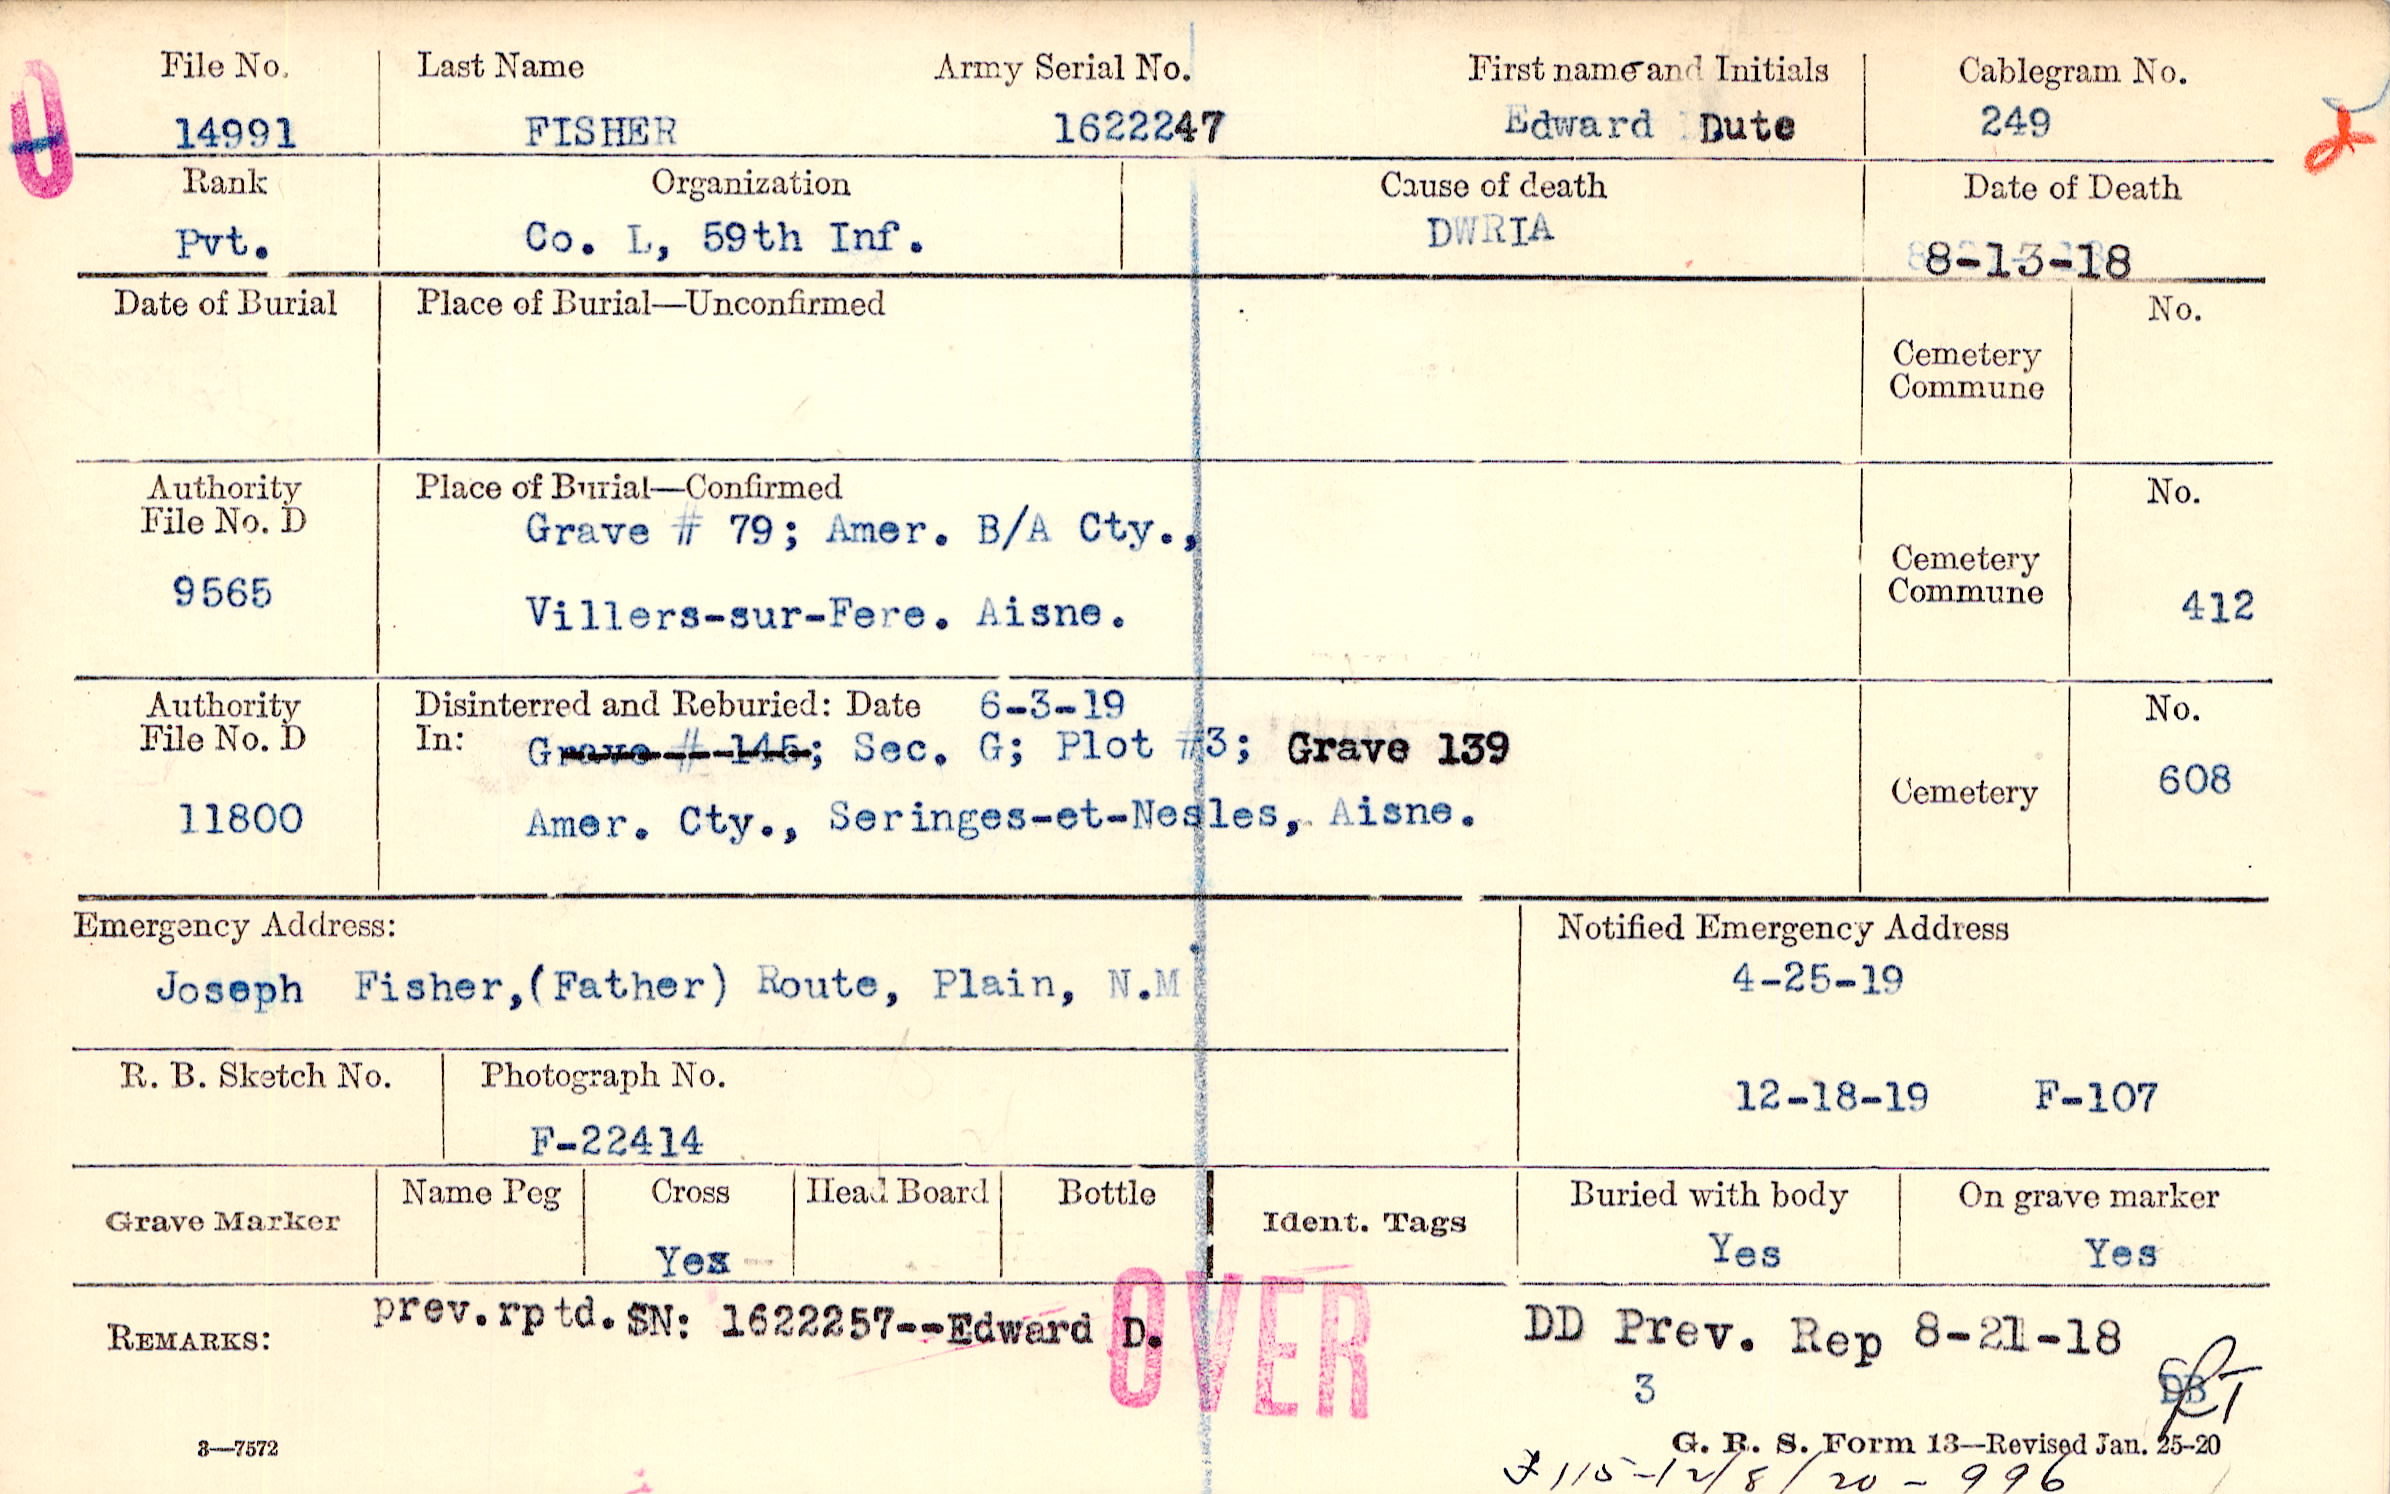 File No. Last Name Army Serial No. First name and Initials Cablegram No.
14991 FISHER 1622247 Edward Dute 249
Rank Organization Cause of death Date of Death
Pvt. Co. L, 59th Inf. DWRIA 8-13-18
Date of Burial Place of Burial—Unconfirmed No.
Cemetery
Commune
Authority Place of Burial—Confirmed No.
File No. D Grave # 79; Amer. B/A Cty.,
Cemetery
9565 Villers-sur-Fere. Aisne. Commune 412
Authority Disinterred and Reburied: Date 6-3-19 No.
File No. D In: Grave # 145; Sec. G; Plot #3; Grave 139
Cemetery 608
11800 Amer. Cty., Seringes-et-Nesles, Aisne.
Emergency Address: Notified Emergency Address
Joseph Fisher,(Father) Route, Plain, N.M 4-25-19
R. B. Sketch No. Photograph No. 12-18-19 F-107
F-22414
Grave Marker Name Peg Cross Head Board Bottle Ident. Tags Buried with body On grave marker
Yes Yes Yes
REMARKS: prev.rptd. SN: 1622257--Edward D. DD Prev. Rep 8-21-18
OVER
3 DB
3—7572 G. R. S. Form 13—Revised Jan. 25-20
115-12/8/20-996